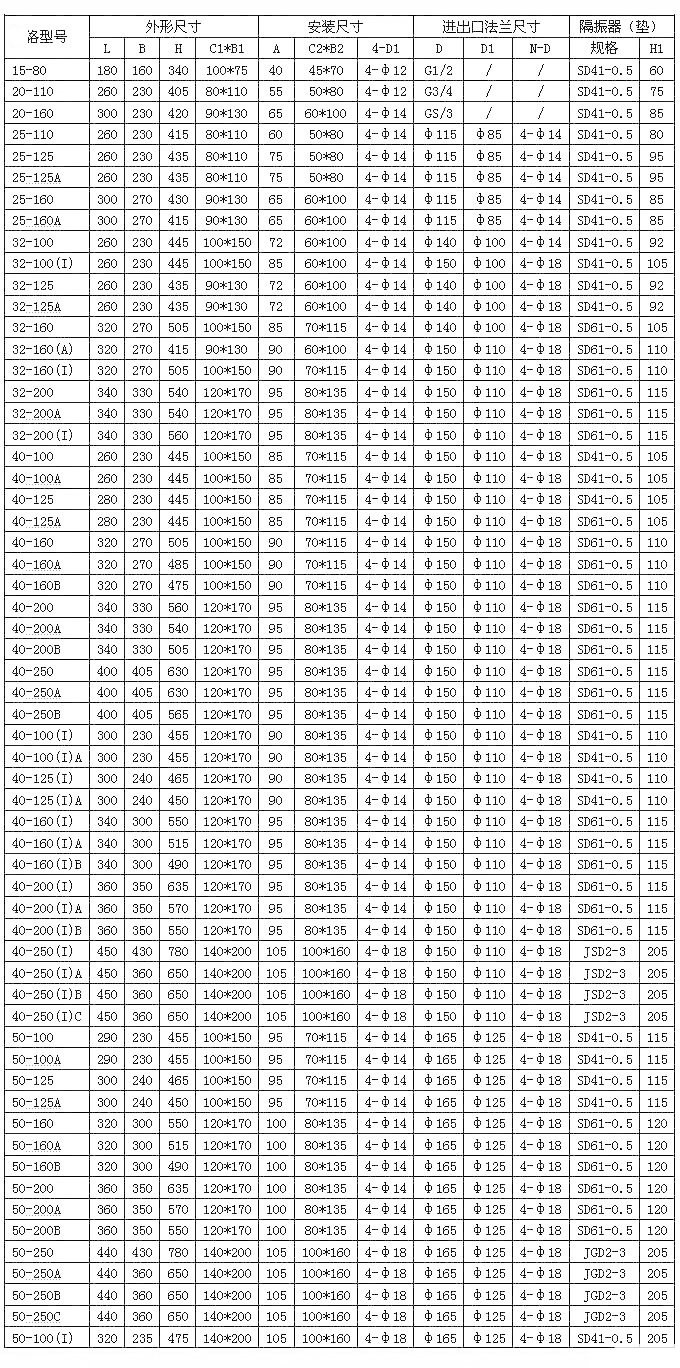 洛型号 外形尺寸 安装尺寸 进出口法兰尺寸 隔振器（垫）
L B H C1*B1 A C2*B2 4-D1 D D1 N-D 规格 H1
15-80 180 160 340 100*75 40 45*70 4-Φ12 G1/2 / / SD41-0.5 60
20-110 260 230 405 80*110 55 50*80 4-Φ12 G3/4 / / SD41-0.5 75
20-160 300 230 420 90*130 65 60*100 4-Φ14 GS/3 / / SD41-0.5 85
25-110 260 230 415 80*110 60 50*80 4-Φ14 Φ115 Φ85 4-Φ14 SD41-0.5 80
25-125 260 230 435 80*110 75 50*80 4-Φ14 Φ115 Φ85 4-Φ14 SD41-0.5 95
25-125A 260 230 435 80*110 75 50*80 4-Φ14 Φ115 Φ85 4-Φ14 SD41-0.5 95
25-160 300 270 430 90*130 65 60*100 4-Φ14 Φ115 Φ85 4-Φ14 SD41-0.5 85
25-160A 300 270 415 90*130 65 60*100 4-Φ14 Φ115 Φ85 4-Φ14 SD41-0.5 85
32-100 260 230 445 100*150 72 60*100 4-Φ14 Φ140 Φ100 4-Φ14 SD41-0.5 92
32-100(I) 260 230 445 100*150 85 60*100 4-Φ14 Φ150 Φ100 4-Φ18 SD41-0.5 105
32-125 260 230 435 90*130 72 60*100 4-Φ14 Φ140 Φ100 4-Φ18 SD41-0.5 92
32-125A 260 230 435 90*130 72 60*100 4-Φ14 Φ140 Φ100 4-Φ18 SD41-0.5 92
32-160 320 270 505 100*150 85 70*115 4-Φ14 Φ140 Φ100 4-Φ18 SD61-0.5 105
32-160(A) 320 270 415 90*130 90 60*100 4-Φ14 Φ150 Φ110 4-Φ18 SD61-0.5 110
32-160(I) 320 270 505 100*150 90 70*115 4-Φ14 Φ150 Φ110 4-Φ18 SD61-0.5 110
32-200 340 330 540 120*170 95 80*135 4-Φ14 Φ150 Φ110 4-Φ18 SD61-0.5 115
32-200A 340 330 540 120*170 95 80*135 4-Φ14 Φ150 Φ110 4-Φ18 SD61-0.5 115
32-200(I) 340 330 560 120*170 95 80*135 4-Φ14 Φ150 Φ110 4-Φ18 SD61-0.5 115
40-100 260 230 445 100*150 85 70*115 4-Φ14 Φ150 Φ110 4-Φ18 SD41-0.5 105
40-100A 260 230 445 100*150 85 70*115 4-Φ14 Φ150 Φ110 4-Φ18 SD41-0.5 105
40-125 280 230 445 100*150 85 70*115 4-Φ14 Φ150 Φ110 4-Φ18 SD41-0.5 105
40-125A 280 230 445 100*150 85 70*115 4-Φ14 Φ150 Φ110 4-Φ18 SD61-0.5 105
40-160 320 270 505 100*150 90 70*115 4-Φ14 Φ150 Φ110 4-Φ18 SD61-0.5 110
40-160A 320 270 485 100*150 90 70*115 4-Φ14 Φ150 Φ110 4-Φ18 SD61-0.5 110
40-160B 320 270 475 100*150 90 70*115 4-Φ14 Φ150 Φ110 4-Φ18 SD61-0.5 110
40-200 340 330 560 120*170 95 80*135 4-Φ14 Φ150 Φ110 4-Φ18 SD61-0.5 115
40-200A 340 330 540 120*170 95 80*135 4-Φ14 Φ150 Φ110 4-Φ18 SD61-0.5 115
40-200B 340 330 505 120*170 95 80*135 4-Φ14 Φ150 Φ110 4-Φ18 SD61-0.5 115
40-250 400 405 630 120*170 95 80*135 4-Φ14 Φ150 Φ110 4-Φ18 SD61-0.5 115
40-250A 400 405 630 120*170 95 80*135 4-Φ14 Φ150 Φ110 4-Φ18 SD61-0.5 115
40-250B 400 405 565 120*170 95 80*135 4-Φ14 Φ150 Φ110 4-Φ18 SD61-0.5 115
40-100(I) 300 230 455 120*170 90 80*135 4-Φ14 Φ150 Φ110 4-Φ18 SD41-0.5 110
40-100(I)A 300 230 455 120*170 90 80*135 4-Φ14 Φ150 Φ110 4-Φ18 SD41-0.5 110
40-125(I) 300 240 465 120*170 90 80*135 4-Φ14 Φ150 Φ110 4-Φ18 SD41-0.5 110
40-125(I)A 300 240 450 120*170 90 80*135 4-Φ14 Φ150 Φ110 4-Φ18 SD41-0.5 110
40-160(I) 340 300 550 120*170 95 80*135 4-Φ14 Φ150 Φ110 4-Φ18 SD61-0.5 115
40-160(I)A 340 300 515 120*170 95 80*135 4-Φ14 Φ150 Φ110 4-Φ18 SD61-0.5 115
40-160(I)B 340 300 490 120*170 95 80*135 4-Φ14 Φ150 Φ110 4-Φ18 SD61-0.5 115
40-200(I) 360 350 635 120*170 95 80*135 4-Φ14 Φ150 Φ110 4-Φ18 SD61-0.5 115
40-200(I)A 360 350 570 120*170 95 80*135 4-Φ14 Φ150 Φ110 4-Φ18 SD61-0.5 115
40-200(I)B 360 350 550 120*170 95 80*135 4-Φ14 Φ150 Φ110 4-Φ18 SD61-0.5 115
40-250(I) 450 430 780 140*200 105 100*160 4-Φ18 Φ150 Φ110 4-Φ18 JSD2-3 205
40-250(I)A 450 360 650 140*200 105 100*160 4-Φ18 Φ150 Φ110 4-Φ18 JSD2-3 205
40-250(I)B 450 360 650 140*200 105 100*160 4-Φ18 Φ150 Φ110 4-Φ18 JSD2-3 205
40-250(I)C 450 360 650 140*200 105 100*160 4-Φ18 Φ150 Φ110 4-Φ18 JSD2-3 205
50-100 290 230 455 100*150 95 70*115 4-Φ14 Φ165 Φ125 4-Φ18 SD41-0.5 115
50-100A 290 230 455 100*150 95 70*115 4-Φ14 Φ165 Φ125 4-Φ18 SD41-0.5 115
50-125 300 240 465 100*150 95 70*115 4-Φ14 Φ165 Φ125 4-Φ18 SD41-0.5 115
50-125A 300 240 450 100*150 95 70*115 4-Φ14 Φ165 Φ125 4-Φ18 SD41-0.5 115
50-160 320 300 550 120*170 100 80*135 4-Φ14 Φ165 Φ125 4-Φ18 SD61-0.5 120
50-160A 320 300 515 120*170 100 80*135 4-Φ14 Φ165 Φ125 4-Φ18 SD61-0.5 120
50-160B 320 300 490 120*170 100 80*135 4-Φ14 Φ165 Φ125 4-Φ18 SD61-0.5 120
50-200 360 350 635 120*170 100 80*135 4-Φ14 Φ165 Φ125 4-Φ18 SD61-0.5 120
50-200A 360 350 570 120*170 100 80*135 4-Φ14 Φ165 Φ125 4-Φ18 SD61-0.5 120
50-200B 360 350 550 120*170 100 80*135 4-Φ14 Φ165 Φ125 4-Φ18 SD61-0.5 120
50-250 440 430 780 140*200 105 100*160 4-Φ18 Φ165 Φ125 4-Φ18 JGD2-3 205
50-250A 440 360 650 140*200 105 100*160 4-Φ18 Φ165 Φ125 4-Φ18 JGD2-3 205
50-250B 440 360 650 140*200 105 100*160 4-Φ18 Φ165 Φ125 4-Φ18 JGD2-3 205
50-250C 440 360 650 140*200 105 100*160 4-Φ18 Φ165 Φ125 4-Φ18 JGD2-3 205
50-100(I) 320 235 475 140*200 105 100*160 4-Φ18 Φ165 Φ125 4-Φ18 SD41-0.5 205